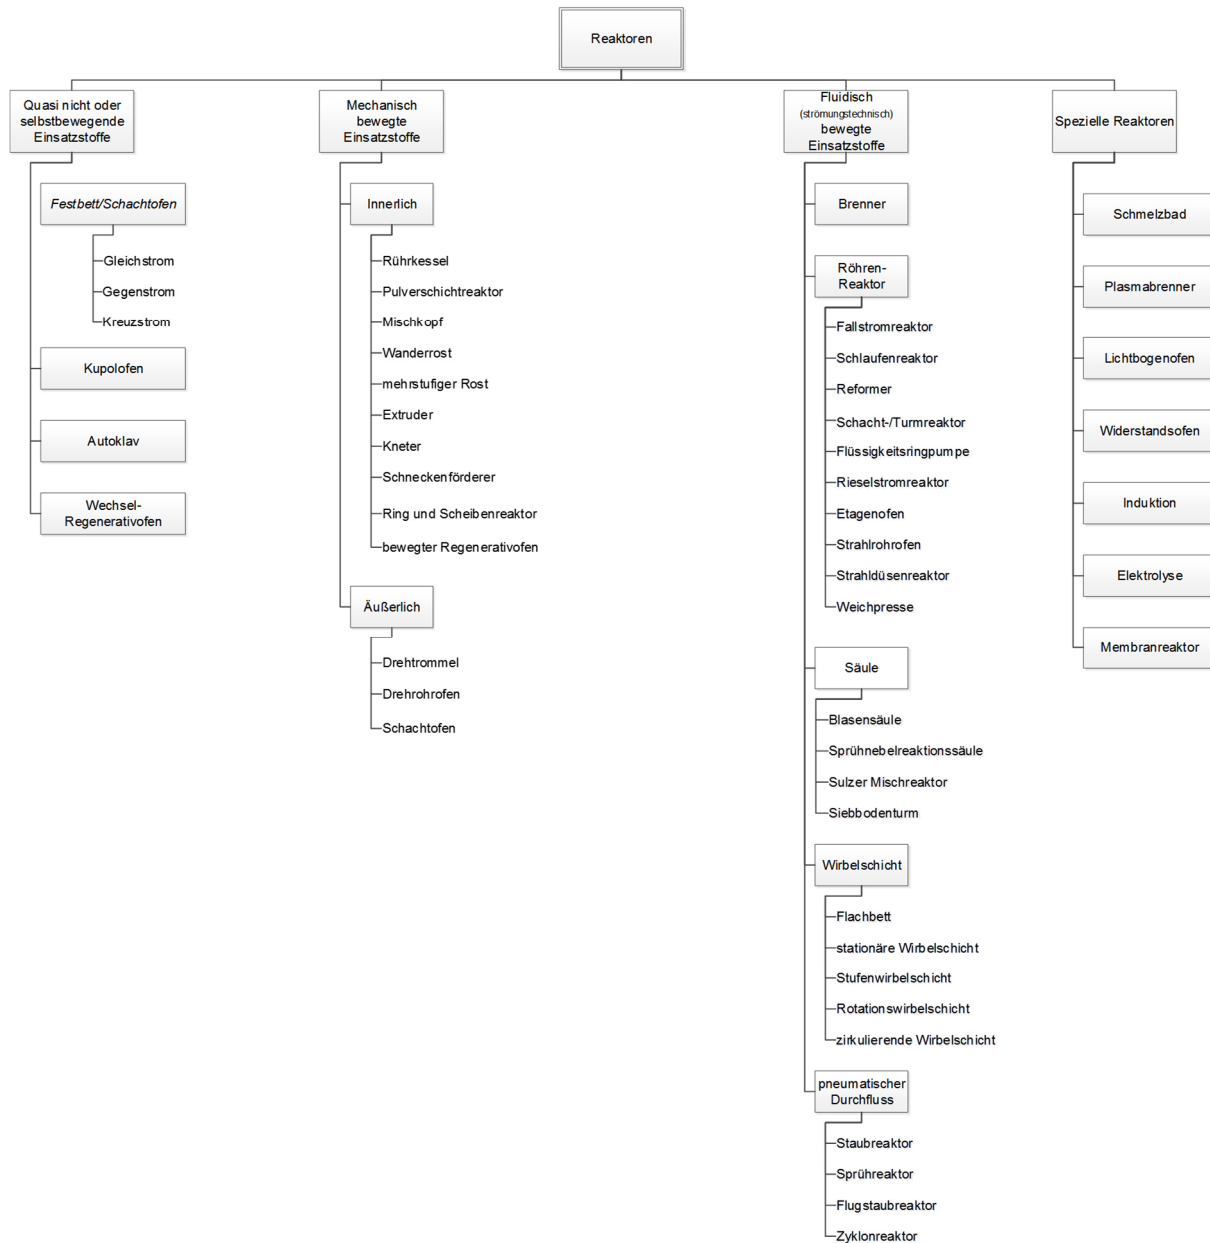 Reaktoren
Quasi nicht oder
selbstbewegende
Einsatzstoffe
Festbett/Schachtofen
Gleichstrom
Gegenstrom
Kreuzstrom
Kupolofen
Autoklav
Wechsel-
Regenerativofen
Mechanisch
bewegte
Einsatzstoffe
Innerlich
Rührkessel
Pulverschichtreaktor
Mischkopf
Wanderrost
mehrstufiger Rost
Extruder
Kneter
Schneckenförderer
Ring und Scheibenreaktor
bewegter Regenerativofen
Äußerlich
Drehtrommel
Drehrohrofen
Schachtofen
Fluidisch
(strömungstechnisch)
bewegte
Einsatzstoffe
Brenner
Röhren-
Reaktor
Fallstromreaktor
Schlaufenreaktor
Reformer
Schacht-/Turmreaktor
Flüssigkeitsringpumpe
Rieselstromreaktor
Etagenofen
Strahlrohrofen
Strahldüsenreaktor
Weichpresse
Säule
Blasensäule
Sprühnebelreaktionssäule
Sulzer Mischreaktor
Siebbodenturm
Wirbelschicht
Flachbett
stationäre Wirbelschicht
Stufenwirbelschicht
Rotationswirbelschicht
zirkulierende Wirbelschicht
pneumatischer
Durchfluss
Staubreaktor
Sprühreaktor
Flugstaubreaktor
Zyklonreaktor
Spezielle Reaktoren
Schmelzbad
Plasmabrenner
Lichtbogenofen
Widerstandsofen
Induktion
Elektrolyse
Membranreaktor